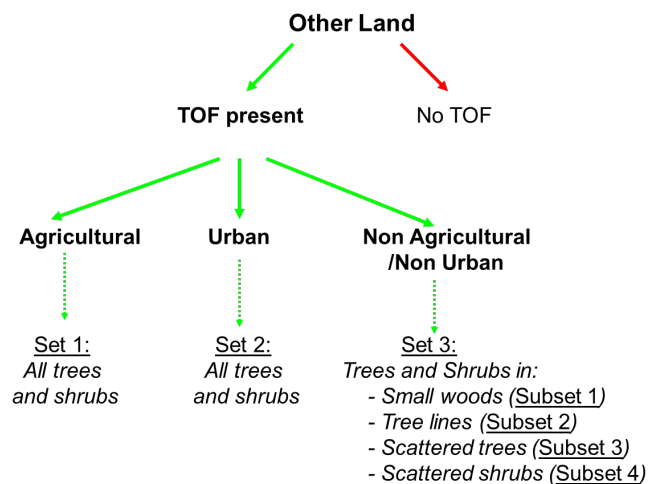 Other Land
TOF present
No TOF
Agricultural
Urban
Non Agricultural
/Non Urban
Set 1:
All trees
and shrubs
Set 2:
All trees
and shrubs
Set 3:
Trees and Shrubs in:
- Small woods (Subset 1)
- Tree lines (Subset 2)
- Scattered trees (Subset 3)
- Scattered shrubs (Subset 4)